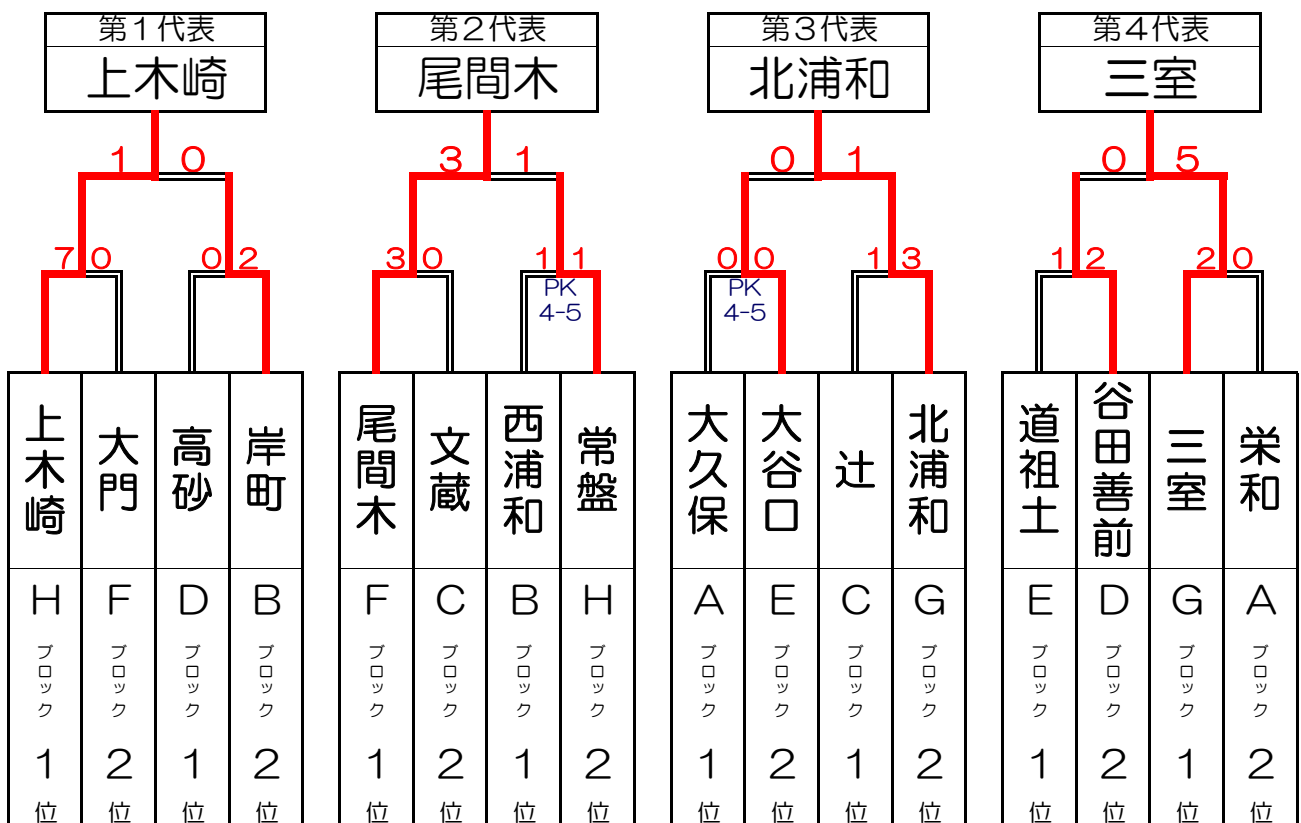 第1代表 第2代表 第3代表 第4代表
上木崎 尾間木 北浦和 三室
1 0 3 1 0 1 0 5
7 0 0 2 3 0 1 1 0 0 1 3 1 2 2 0
PK PK
4-5 4-5
上木崎 大門 高砂 岸町 尾間木 文蔵 西浦和 常盤 大久保 大谷口 辻 北浦和 道祖土 谷田善前 三室 栄和
H F D B F C B H A E C G E D G A
ブロック ブロック ブロック ブロック ブロック ブロック ブロック ブロック ブロック ブロック ブロック ブロック ブロック ブロック ブロック ブロック
1 2 1 2 1 2 1 2 1 2 1 2 1 2 1 2
位 位 位 位 位 位 位 位 位 位 位 位 位 位 位 位